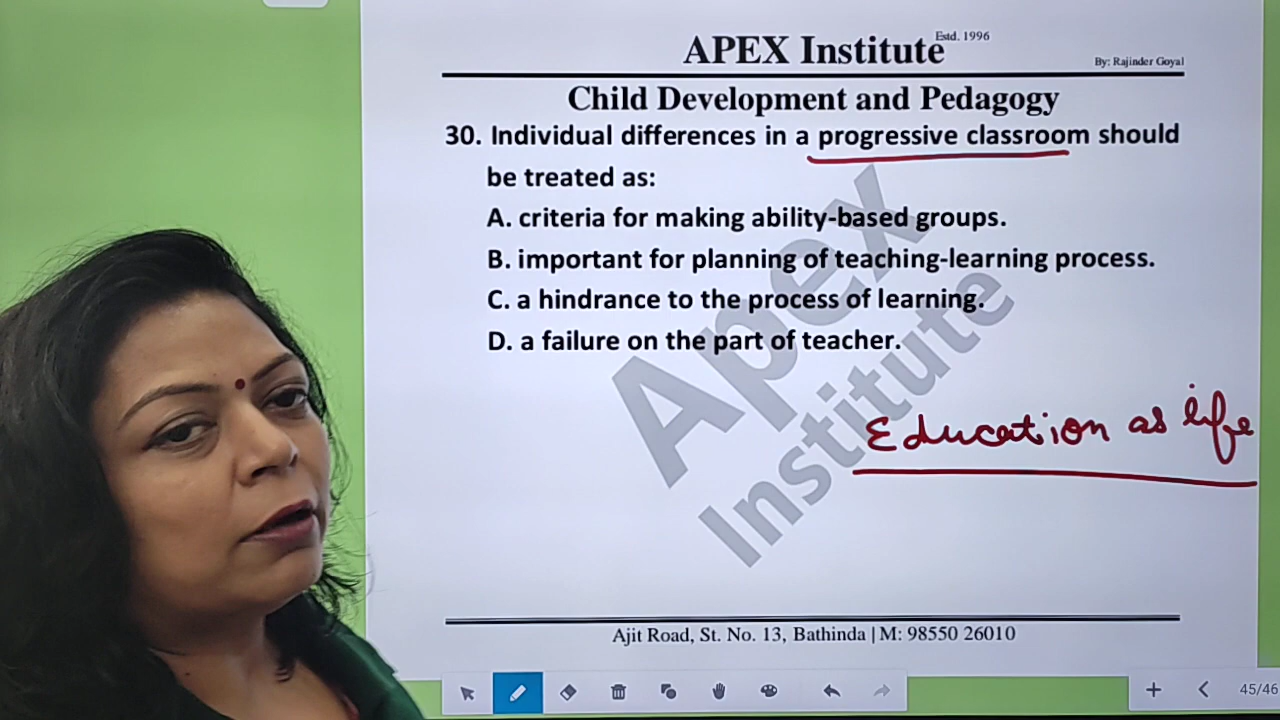 APEX Institute Estd. 1996
By: Rajinder Goyal
Child Development and Pedagogy
30. Individual differences in a progressive classroom should
be treated as:
A. criteria for making ability-based groups.
B. important for planning of teaching-learning process.
C. a hindrance to the process of learning.
D. a failure on the part of teacher.
Apex
Institute
Education as life
Ajit Road, St. No. 13, Bathinda | M: 98550 26010
45/46